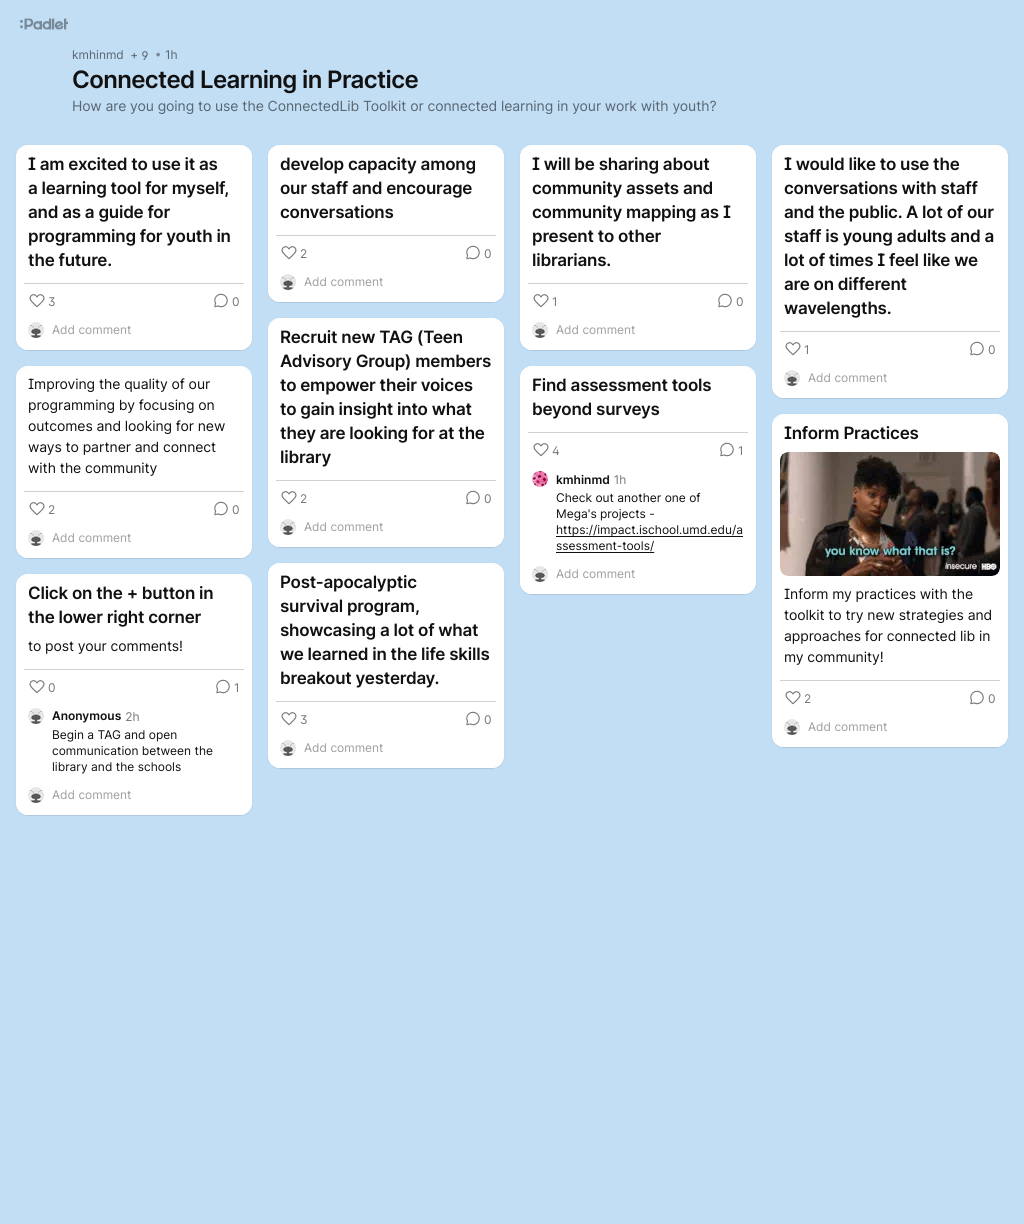 :Padlet
kmhinmd + 9 • 1h
Connected Learning in Practice
How are you going to use the ConnectedLib Toolkit or connected learning in your work with youth?
I am excited to use it as
a learning tool for myself,
and as a guide for
programming for youth in
the future.
3 0
Add comment
Improving the quality of our
programming by focusing on
outcomes and looking for new
ways to partner and connect
with the community
2 0
Add comment
Click on the + button in
the lower right corner
to post your comments!
0 1
Anonymous 2h
Begin a TAG and open
communication between the
library and the schools
Add comment
develop capacity among
our staff and encourage
conversations
2 0
Add comment
Recruit new TAG (Teen
Advisory Group) members
to empower their voices
to gain insight into what
they are looking for at the
library
2 0
Add comment
Post-apocalyptic
survival program,
showcasing a lot of what
we learned in the life skills
breakout yesterday.
3 0
Add comment
I will be sharing about
community assets and
community mapping as I
present to other
librarians.
1 0
Add comment
Find assessment tools
beyond surveys
4 1
kmhinmd 1h
Check out another one of
Mega's projects -
https://impact.ischool.umd.edu/a
ssessment-tools/
Add comment
I would like to use the
conversations with staff
and the public. A lot of our
staff is young adults and a
lot of times I feel like we
are on different
wavelengths.
1 0
Add comment
Inform Practices
you know what that is?
insecure HBO
Inform my practices with the
toolkit to try new strategies and
approaches for connected lib in
my community!
2 0
Add comment